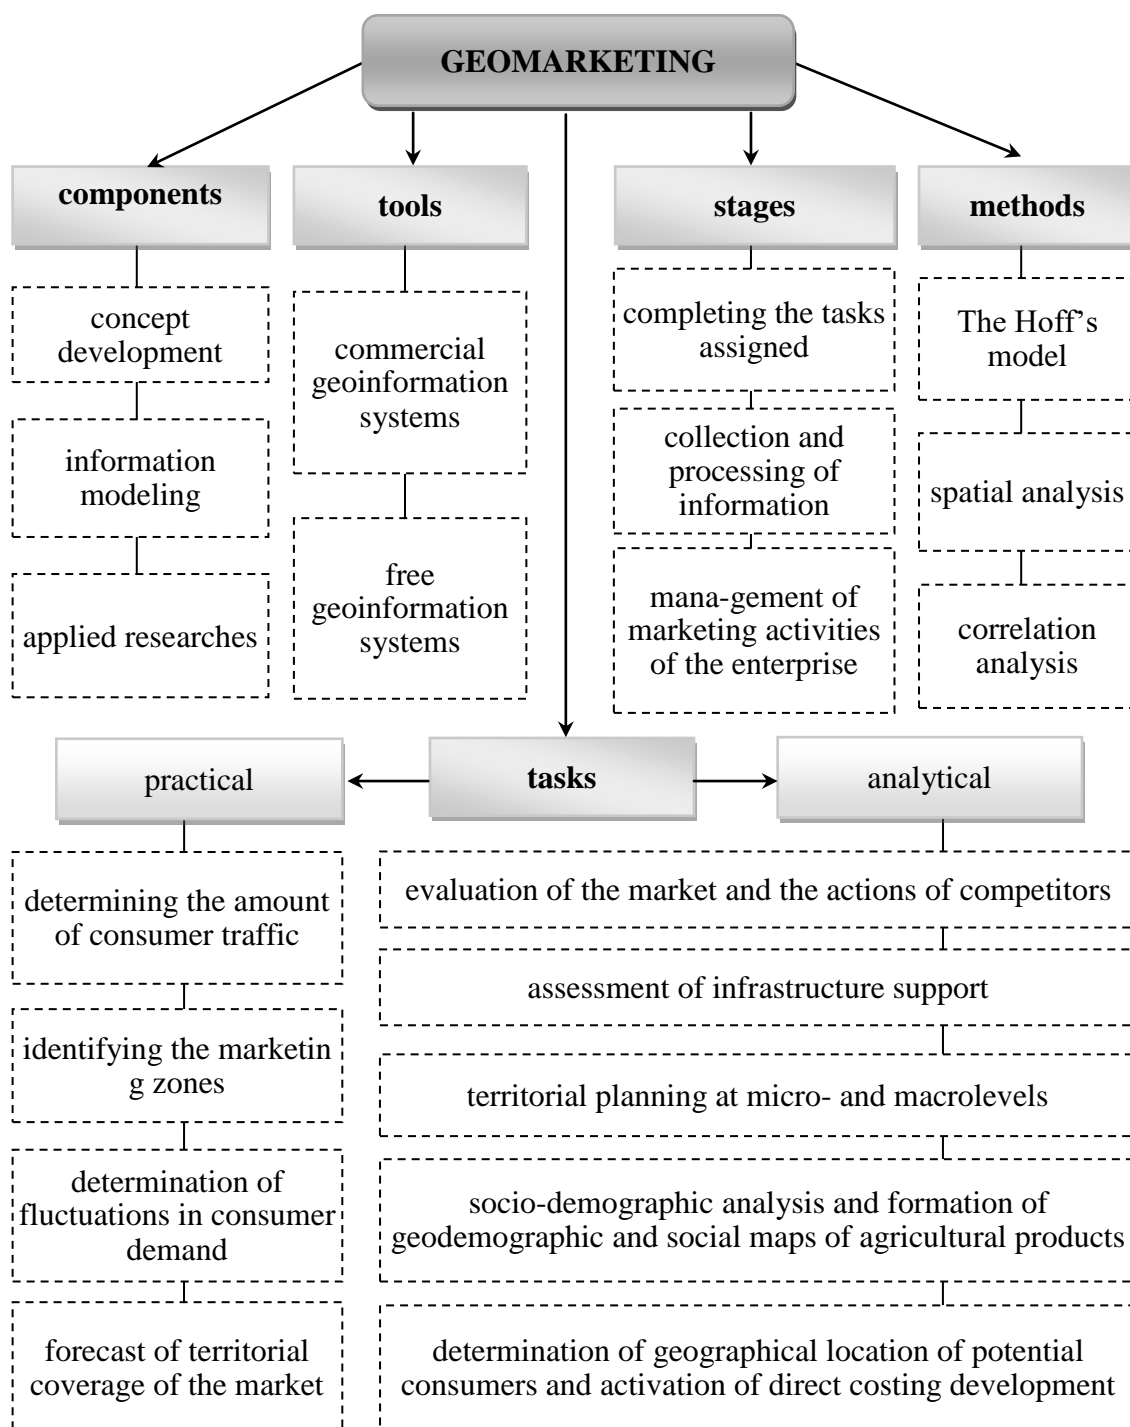 GEOMARKETING
components
tools
stages
methods
concept
development
information
modeling
applied researches
commercial
geoinformation
systems
free
geoinformation
systems
completing the tasks
assigned
collection and
processing of
information
mana-gement of
marketing activities
of the enterprise
The Hoff’s
model
spatial analysis
correlation
analysis
practical
tasks
analytical
determining the amount
of consumer traffic
identifying the marketin
g zones
determination of
fluctuations in consumer
demand
forecast of territorial
coverage of the market
evaluation of the market and the actions of competitors
assessment of infrastructure support
territorial planning at micro- and macrolevels
socio-demographic analysis and formation of
geodemographic and social maps of agricultural products
determination of geographical location of potential
consumers and activation of direct costing development